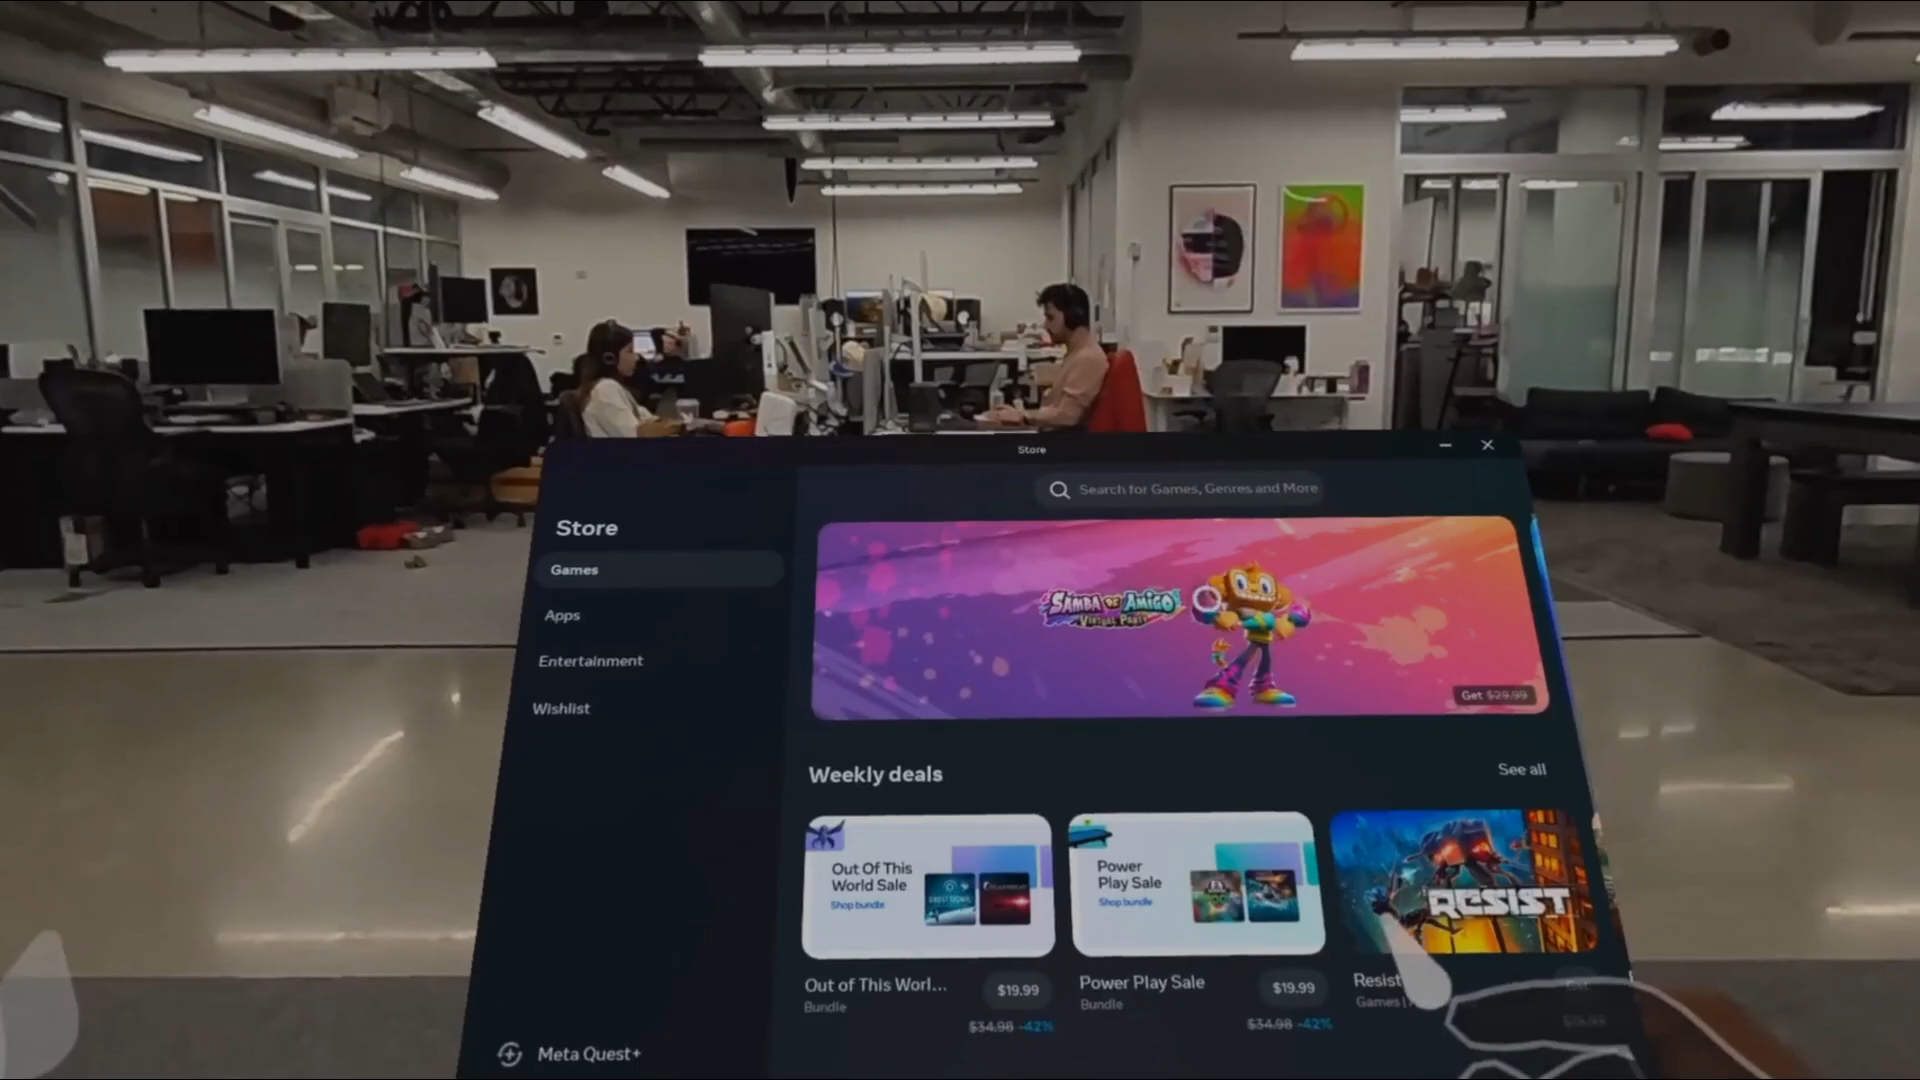 Store
Search for Games, Genres and More
Store
Games
Apps
Entertainment
Wishlist
Meta Quest+
SAMBA DE AMIGO
VIRTUAL PARTY
Get $29.99
Weekly deals
See all
Out Of This
World Sale
Shop bundle
Power
Play Sale
Shop bundle
RESIST
Out of This Worl...
$19.99
Bundle
$34.98 -42%
Power Play Sale
$19.99
Bundle
$34.98 -42%
Resist
Games |